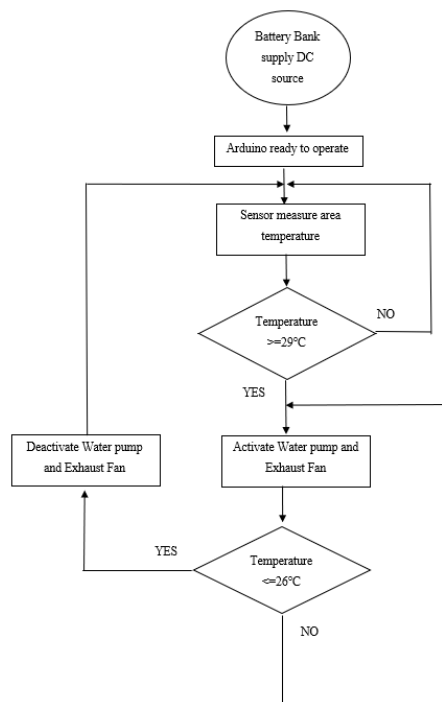 Battery Bank
supply DC
source
Arduino ready to operate
Sensor measure area
temperature
Temperature
>=29°C
NO
YES
Deactivate Water pump
and Exhaust Fan
Activate Water pump and
Exhaust Fan
YES
Temperature
<=26°C
NO